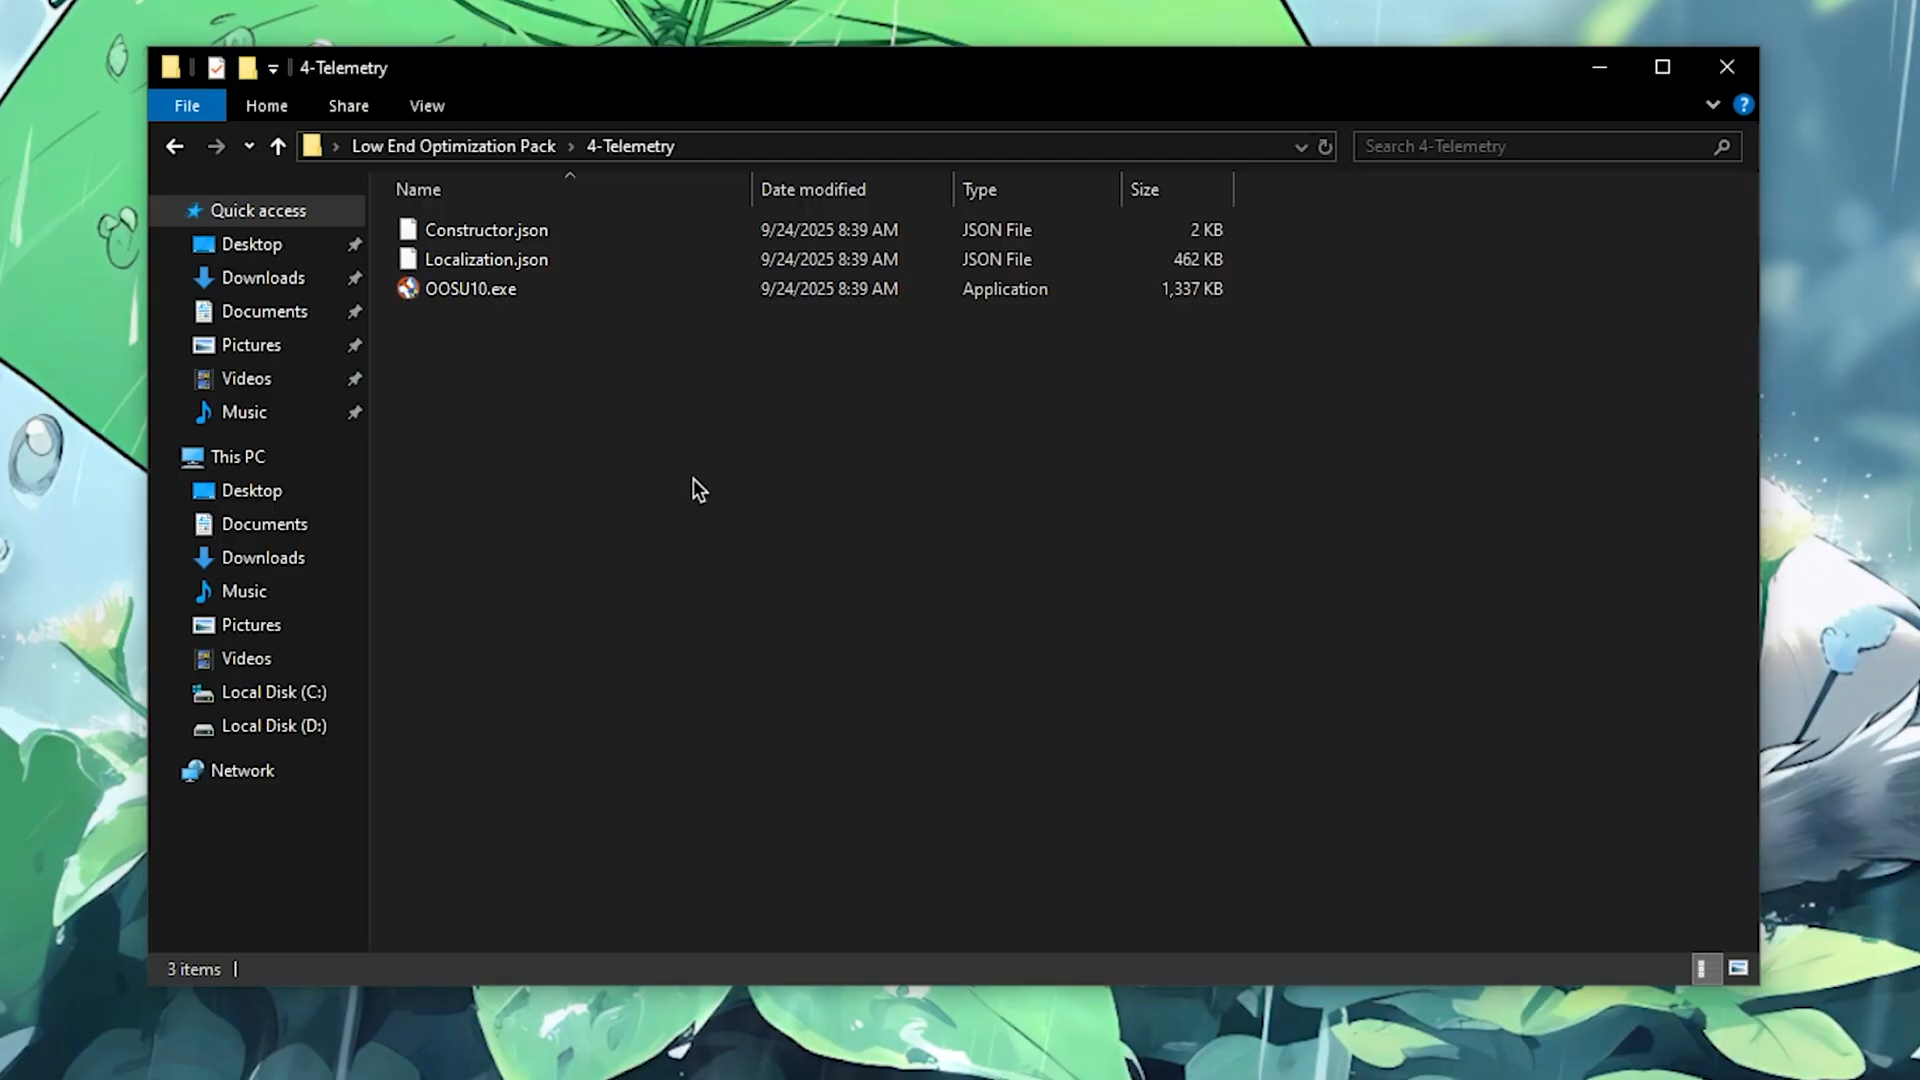 4-Telemetry
File Home Share View
Low End Optimization Pack 4-Telemetry Search 4-Telemetry
Name Date modified Type Size
Constructor.json 9/24/2025 8:39 AM JSON File 2 KB
Localization.json 9/24/2025 8:39 AM JSON File 462 KB
OOSU10.exe 9/24/2025 8:39 AM Application 1,337 KB
Quick access
Desktop
Downloads
Documents
Pictures
Videos
Music
This PC
Desktop
Documents
Downloads
Music
Pictures
Videos
Local Disk (C:)
Local Disk (D:)
Network
3 items